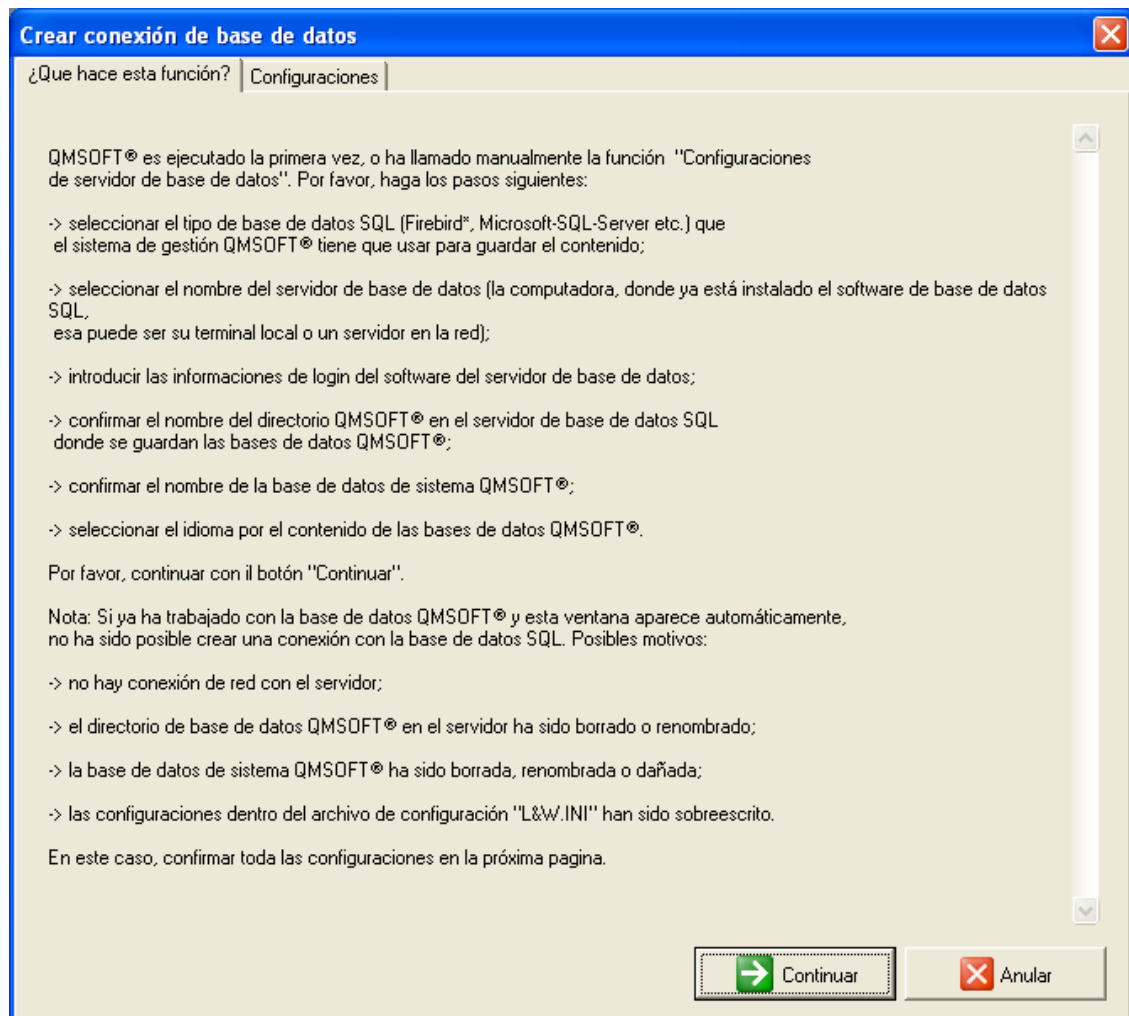 Crear conexión de base de datos
¿Que hace esta función?
Configuraciones
QMSOFT® es ejecutado la primera vez, o ha llamado manualmente la función "Configuraciones
de servidor de base de datos". Por favor, haga los pasos siguientes:
-> seleccionar el tipo de base de datos SQL (Firebird*, Microsoft-SQL-Server etc.) que
el sistema de gestión QMSOFT® tiene que usar para guardar el contenido;
-> seleccionar el nombre del servidor de base de datos (la computadora, donde ya está instalado el software de base de datos
SQL,
esa puede ser su terminal local o un servidor en la red);
-> introducir las informaciones de login del software del servidor de base de datos;
-> confirmar el nombre del directorio QMSOFT® en el servidor de base de datos SQL
donde se guardan las bases de datos QMSOFT®;
-> confirmar el nombre de la base de datos de sistema QMSOFT®;
-> seleccionar el idioma por el contenido de las bases de datos QMSOFT®.
Por favor, continuar con il botón "Continuar".
Nota: Si ya ha trabajado con la base de datos QMSOFT® y esta ventana aparece automáticamente,
no ha sido posible crear una conexión con la base de datos SQL. Posibles motivos:
-> no hay conexión de red con el servidor;
-> el directorio de base de datos QMSOFT® en el servidor ha sido borrado o renombrado;
-> la base de datos de sistema QMSOFT® ha sido borrada, renombrada o dañada;
-> las configuraciones dentro del archivo de configuración "L&W.INI" han sido sobreescrito.
En este caso, confirmar toda las configuraciones en la próxima pagina.
Continuar
Anular